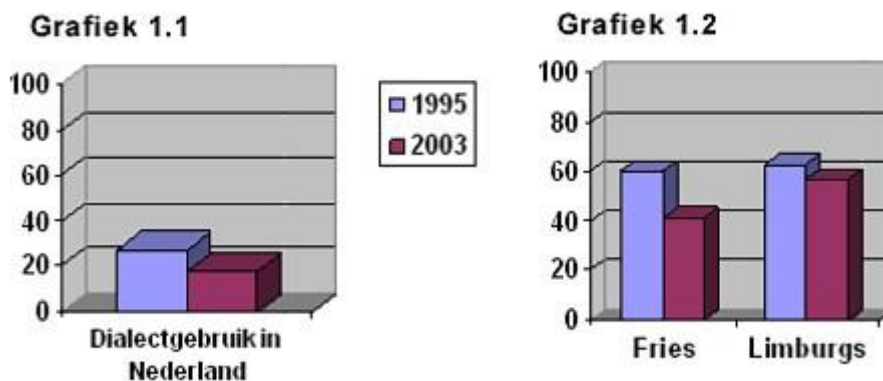 Grafiek 1.1
100
80
60
40
20
0
Dialectgebruik in
Nederland
1995
2003
Grafiek 1.2
100
80
60
40
20
0
Fries
Limburgs